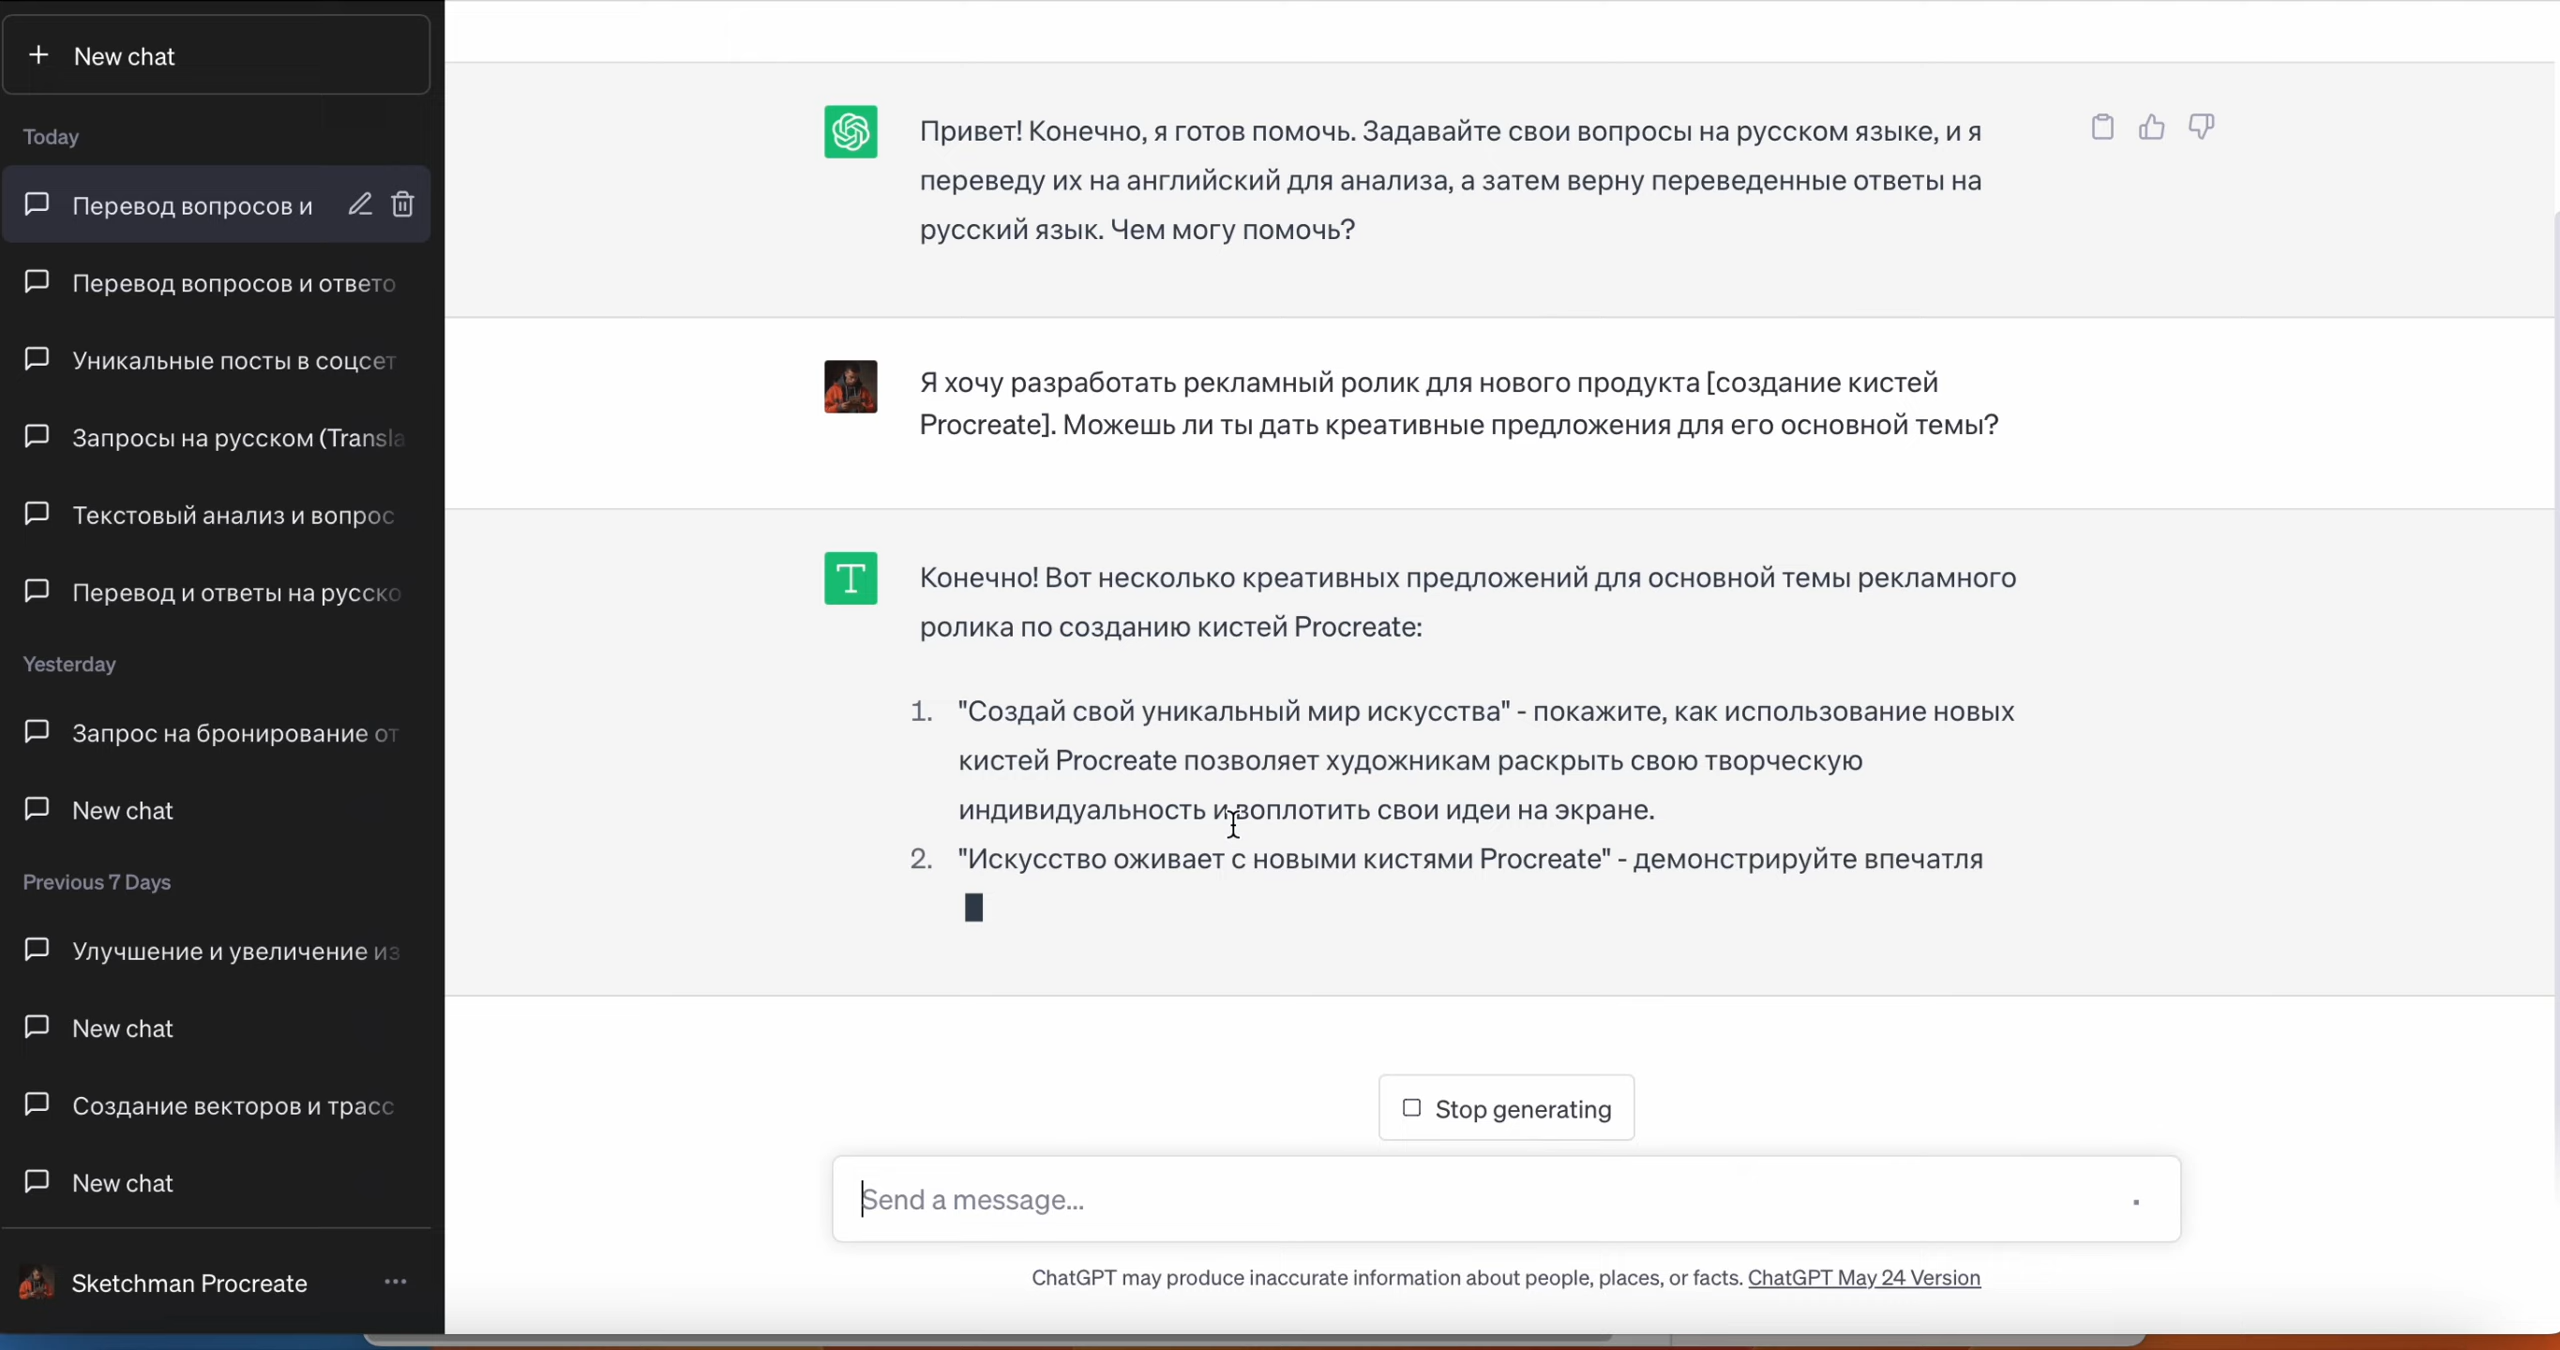 New chat
Today
Перевод вопросов и
Перевод вопросов и ответо
Уникальные посты в соцсет
Запросы на русском (Transla
Текстовый анализ и вопрос
Перевод и ответы на русско
Yesterday
Запрос на бронирование от
New chat
Previous 7 Days
Улучшение и увеличение из
New chat
Создание векторов и трасс
New chat
Sketchman Procreate
Привет! Конечно, я готов помочь. Задавайте свои вопросы на русском языке, и я
переведу их на английский для анализа, а затем верну переведенные ответы на
русский язык. Чем могу помочь?
Я хочу разработать рекламный ролик для нового продукта [создание кистей
Procreate]. Можешь ли ты дать креативные предложения для его основной темы?
T
Конечно! Вот несколько креативных предложений для основной темы рекламного
ролика по созданию кистей Procreate:
1. "Создай свой уникальный мир искусства" - покажите, как использование новых
кистей Procreate позволяет художникам раскрыть свою творческую
индивидуальность и воплотить свои идеи на экране.
2. "Искусство оживает с новыми кистями Procreate" - демонстрируйте впечатля
Stop generating
Send a message...
ChatGPT may produce inaccurate information about people, places, or facts. ChatGPT May 24 Version